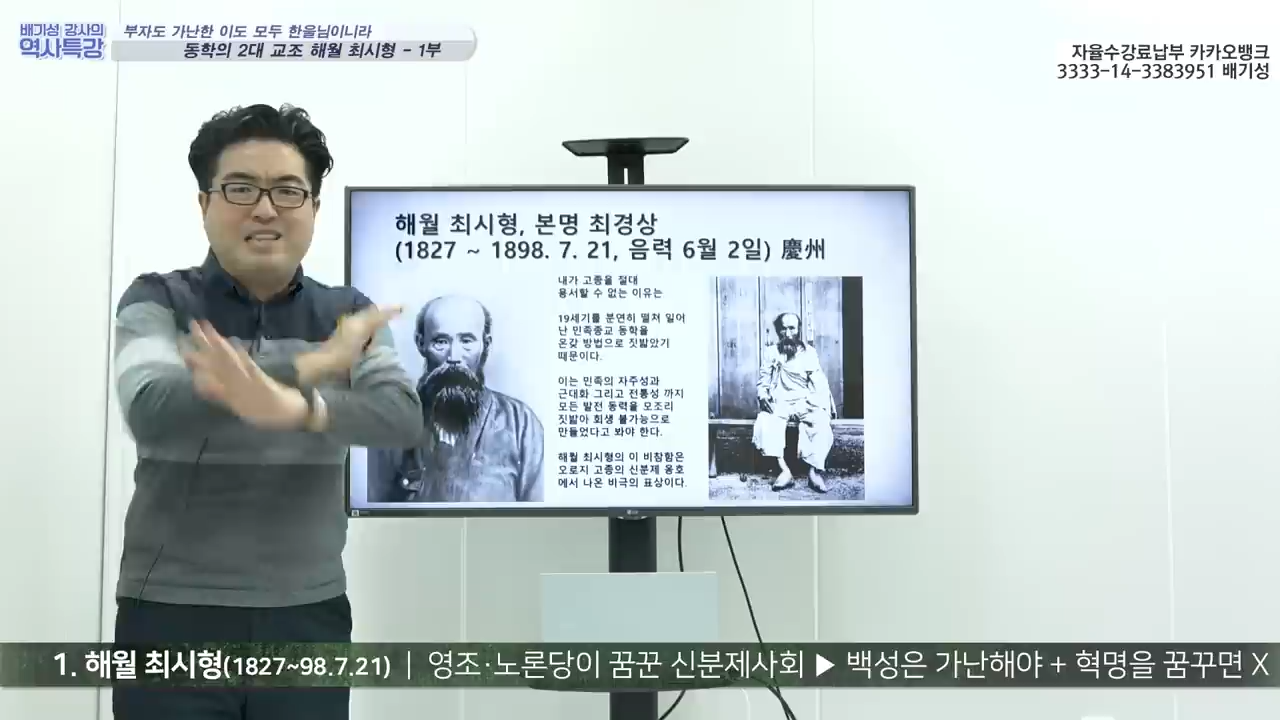 배기성 강사의
역사특강
부자도 가난한 이도 모두 한울님이니라
동학의 2대 교조 해월 최시형 - 1부
자율수강료납부 카카오뱅크
3333-14-3383951 배기성
해월 최시형, 본명 최경상
(1827 ~ 1898. 7. 21, 음력 6월 2일) 慶州
내가 고종을 절대
용서할 수 없는 이유는
19세기를 분연히 떨쳐 일어
난 민족종교 동학을
온갖 방법으로 짓밟았기
때문이다.
이는 민족의 자주성과
근대화 그리고 전통성 까지
모든 발전 동력을 모조리
짓밟아 회생 불가능으로
만들었다고 봐야 한다.
해월 최시형의 이 비참함은
오로지 고종의 신분제 옹호
에서 나온 비극의 표상이다.
LG
1. 해월 최시형(1827~98.7.21) | 영조·노론당이 꿈꾼 신분제사회 ▶ 백성은 가난해야 + 혁명을 꿈꾸면 X